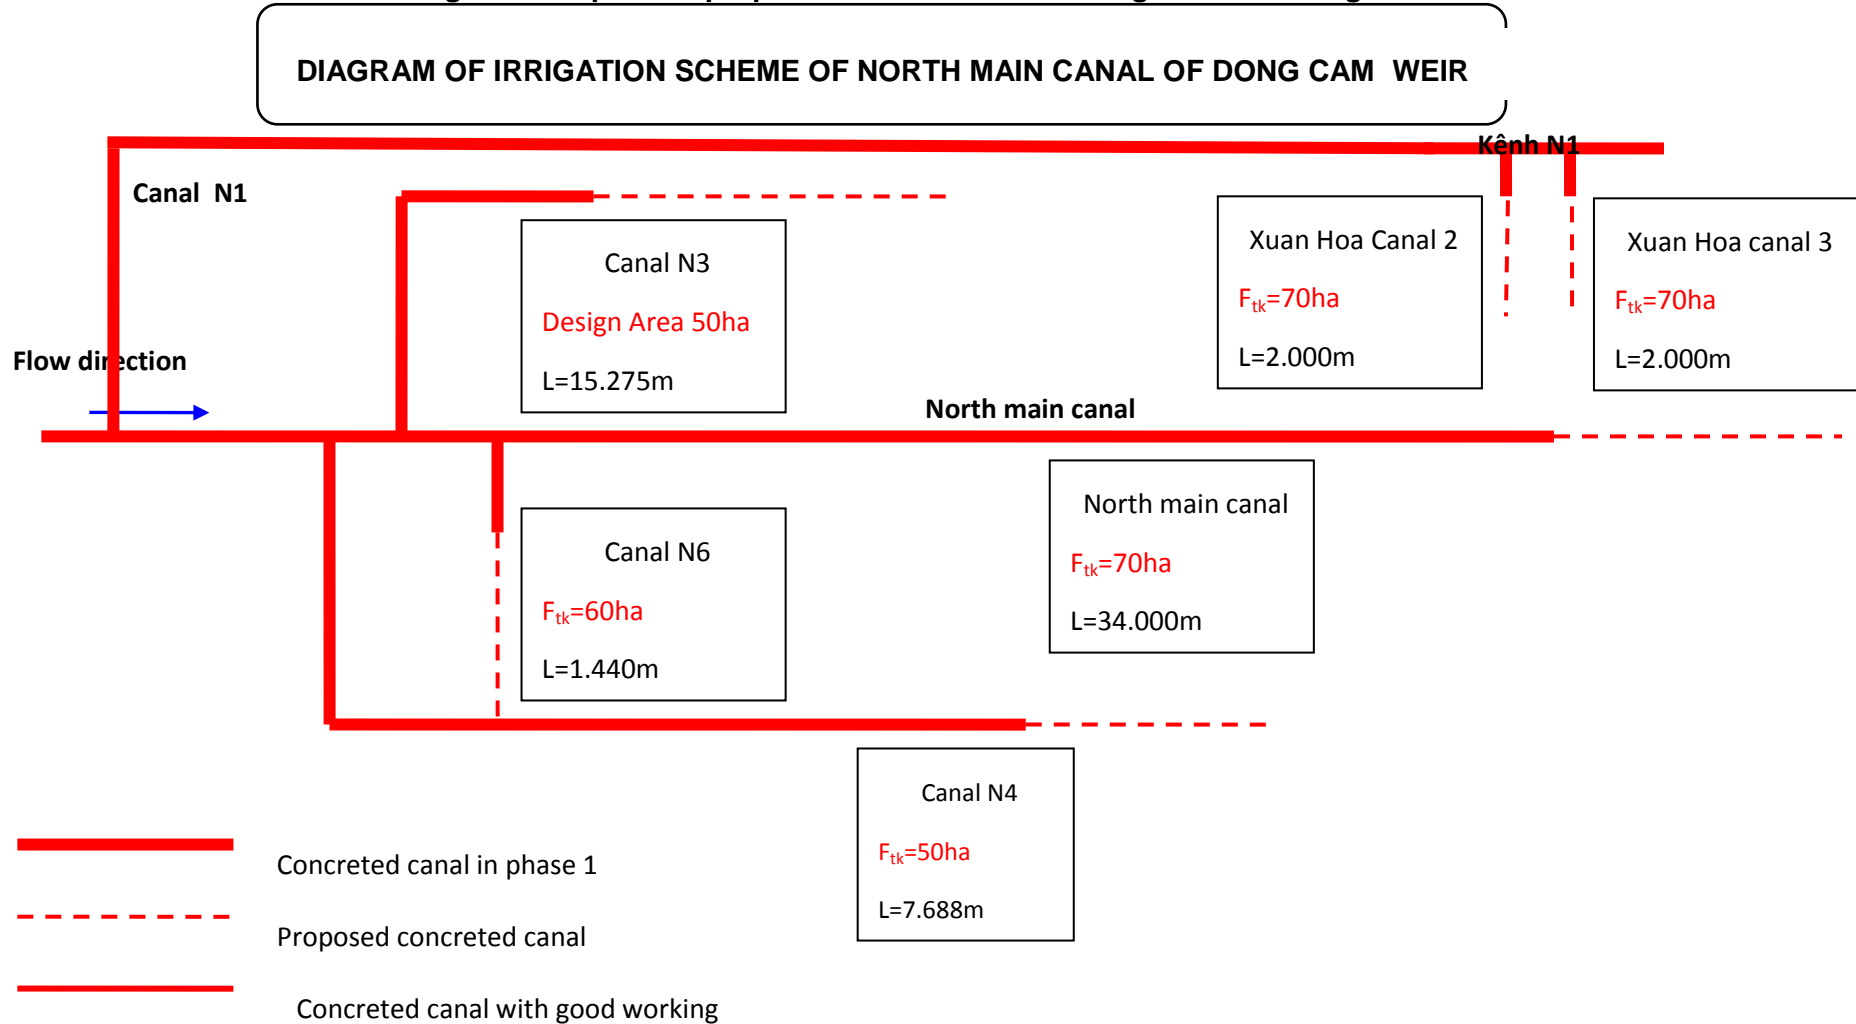 DIAGRAM OF IRRIGATION SCHEME OF NORTH MAIN CANAL OF DONG CAM WEIR
Kênh N1
Canal N1
Canal N3
Design Area 50ha
L=15.275m
Xuan Hoa Canal 2
Ftk=70ha
L=2.000m
Xuan Hoa canal 3
Ftk=70ha
L=2.000m
Flow direction
North main canal
North main canal
Ftk=70ha
L=34.000m
Canal N6
Ftk=60ha
L=1.440m
Canal N4
Ftk=50ha
L=7.688m
Concreted canal in phase 1
Proposed concreted canal
Concreted canal with good working